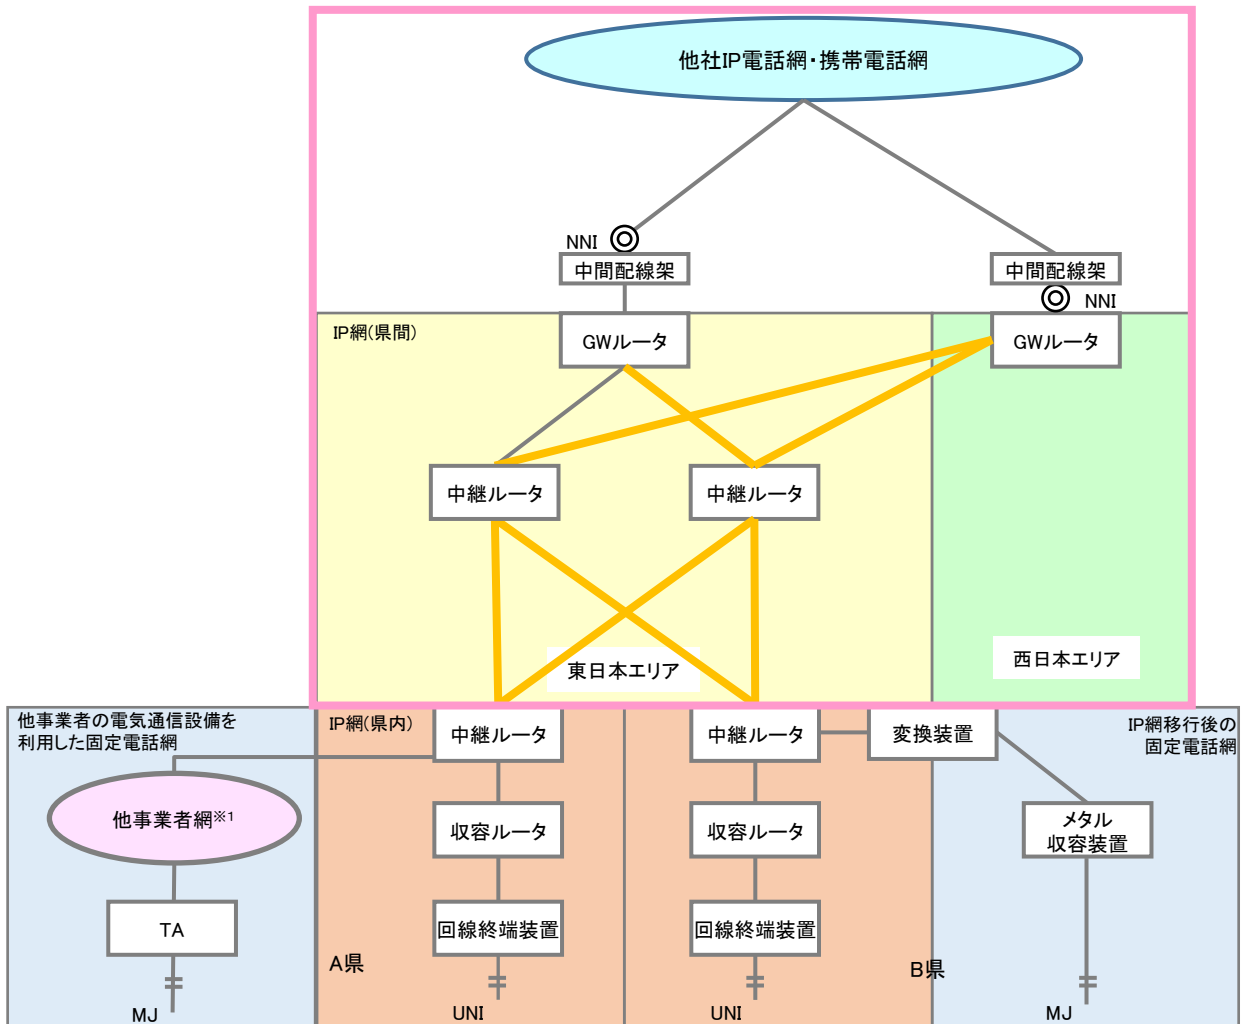 他社IP電話網・携帯電話網
NNI
中間配線架
中間配線架
NNI
IP網(県間)
GWルータ
GWルータ
中継ルータ
中継ルータ
東日本エリア
西日本エリア
他事業者の電気通信設備を
利用した固定電話網
IP網(県内)
中継ルータ
中継ルータ
変換装置
IP網移行後の
固定電話網
他事業者網※1
収容ルータ
収容ルータ
メタル
収容装置
TA
回線終端装置
回線終端装置
A県
B県
MJ
UNI
UNI
MJ